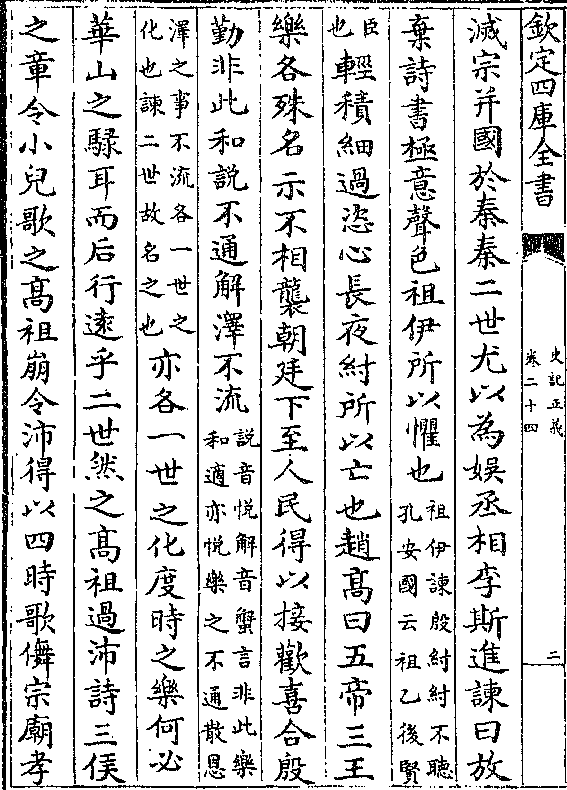 欽定四庫全書
史記正義
卷二十四
二
滅宗并國於秦秦二世尤以為娛丞相李斯進諫曰放
棄詩書極意聲色祖伊所以懼也祖伊諫殷紂紂不聽
孔安國云祖乙後賢
臣
也輕積細過恣心長夜紂所以亡也趙髙曰五帝三王
樂各殊名示不相襲朝廷下至人民得以接歡喜合殷
勤非此和說不通解澤不流說音悅解音蟹言非此樂
和適亦悅樂之不通散恩
澤之事不流各一世之
化也諫二世故名之也亦各一世之化度時之樂何必
華山之騄耳而后行逺乎二世然之髙祖過沛詩三侯
之章令小兒歌之髙祖崩令沛得以四時歌儛宗廟孝